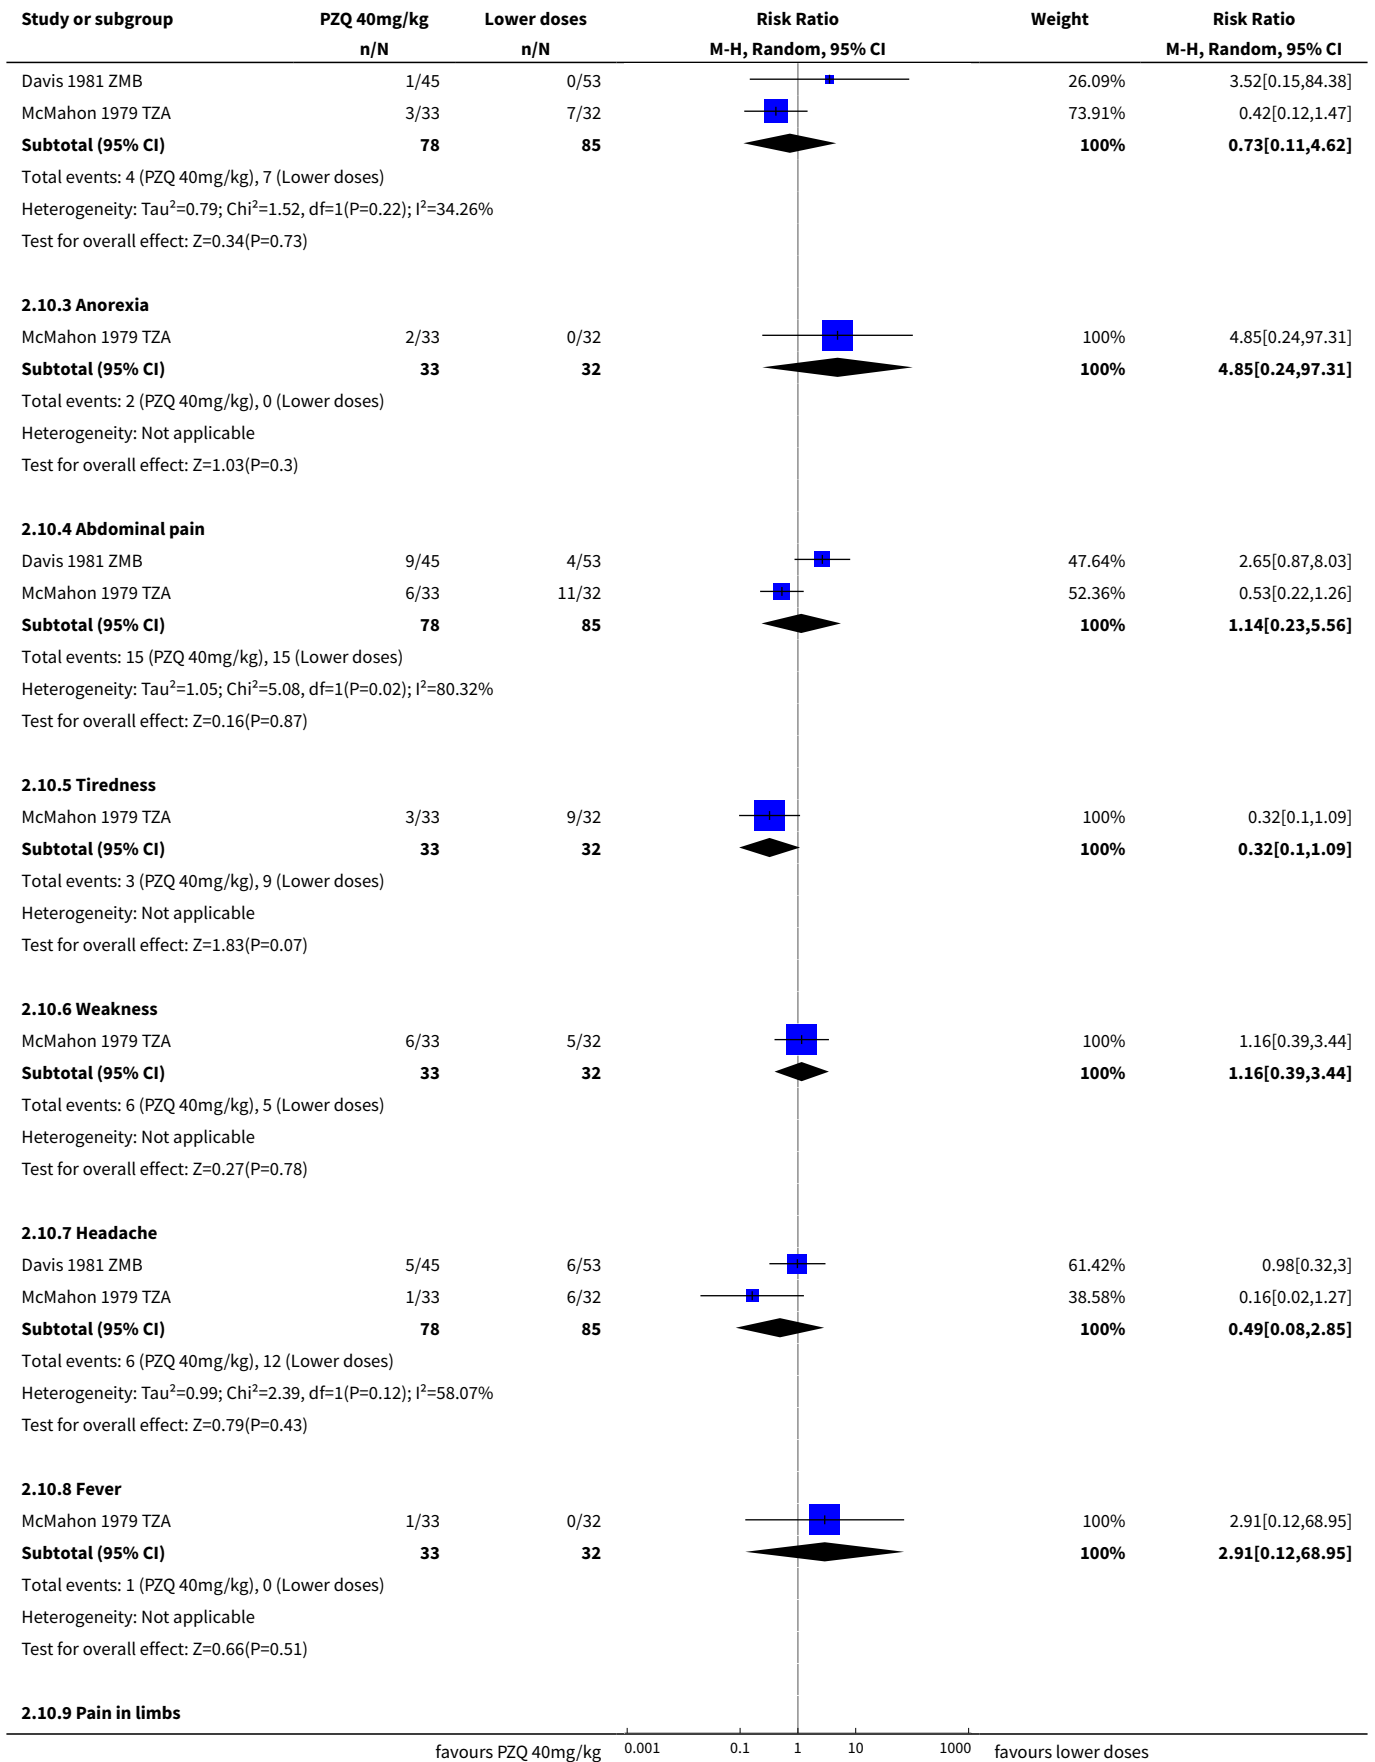 Study or subgroup PZQ 40mg/kg Lower doses Risk Ratio Weight Risk Ratio
n/N n/N M-H, Random, 95% CI M-H, Random, 95% CI
Davis 1981 ZMB 1/45 0/53 26.09% 3.52[0.15,84.38]
McMahon 1979 TZA 3/33 7/32 73.91% 0.42[0.12,1.47]
Subtotal (95% CI) 78 85 100% 0.73[0.11,4.62]
Total events: 4 (PZQ 40mg/kg), 7 (Lower doses)
Heterogeneity: Tau²=0.79; Chi²=1.52, df=1(P=0.22); I²=34.26%
Test for overall effect: Z=0.34(P=0.73)
2.10.3 Anorexia
McMahon 1979 TZA 2/33 0/32 100% 4.85[0.24,97.31]
Subtotal (95% CI) 33 32 100% 4.85[0.24,97.31]
Total events: 2 (PZQ 40mg/kg), 0 (Lower doses)
Heterogeneity: Not applicable
Test for overall effect: Z=1.03(P=0.3)
2.10.4 Abdominal pain
Davis 1981 ZMB 9/45 4/53 47.64% 2.65[0.87,8.03]
McMahon 1979 TZA 6/33 11/32 52.36% 0.53[0.22,1.26]
Subtotal (95% CI) 78 85 100% 1.14[0.23,5.56]
Total events: 15 (PZQ 40mg/kg), 15 (Lower doses)
Heterogeneity: Tau²=1.05; Chi²=5.08, df=1(P=0.02); I²=80.32%
Test for overall effect: Z=0.16(P=0.87)
2.10.5 Tiredness
McMahon 1979 TZA 3/33 9/32 100% 0.32[0.1,1.09]
Subtotal (95% CI) 33 32 100% 0.32[0.1,1.09]
Total events: 3 (PZQ 40mg/kg), 9 (Lower doses)
Heterogeneity: Not applicable
Test for overall effect: Z=1.83(P=0.07)
2.10.6 Weakness
McMahon 1979 TZA 6/33 5/32 100% 1.16[0.39,3.44]
Subtotal (95% CI) 33 32 100% 1.16[0.39,3.44]
Total events: 6 (PZQ 40mg/kg), 5 (Lower doses)
Heterogeneity: Not applicable
Test for overall effect: Z=0.27(P=0.78)
2.10.7 Headache
Davis 1981 ZMB 5/45 6/53 61.42% 0.98[0.32,3]
McMahon 1979 TZA 1/33 6/32 38.58% 0.16[0.02,1.27]
Subtotal (95% CI) 78 85 100% 0.49[0.08,2.85]
Total events: 6 (PZQ 40mg/kg), 12 (Lower doses)
Heterogeneity: Tau²=0.99; Chi²=2.39, df=1(P=0.12); I²=58.07%
Test for overall effect: Z=0.79(P=0.43)
2.10.8 Fever
McMahon 1979 TZA 1/33 0/32 100% 2.91[0.12,68.95]
Subtotal (95% CI) 33 32 100% 2.91[0.12,68.95]
Total events: 1 (PZQ 40mg/kg), 0 (Lower doses)
Heterogeneity: Not applicable
Test for overall effect: Z=0.66(P=0.51)
2.10.9 Pain in limbs
favours PZQ 40mg/kg 0.001 0.1 1 10 1000 favours lower doses